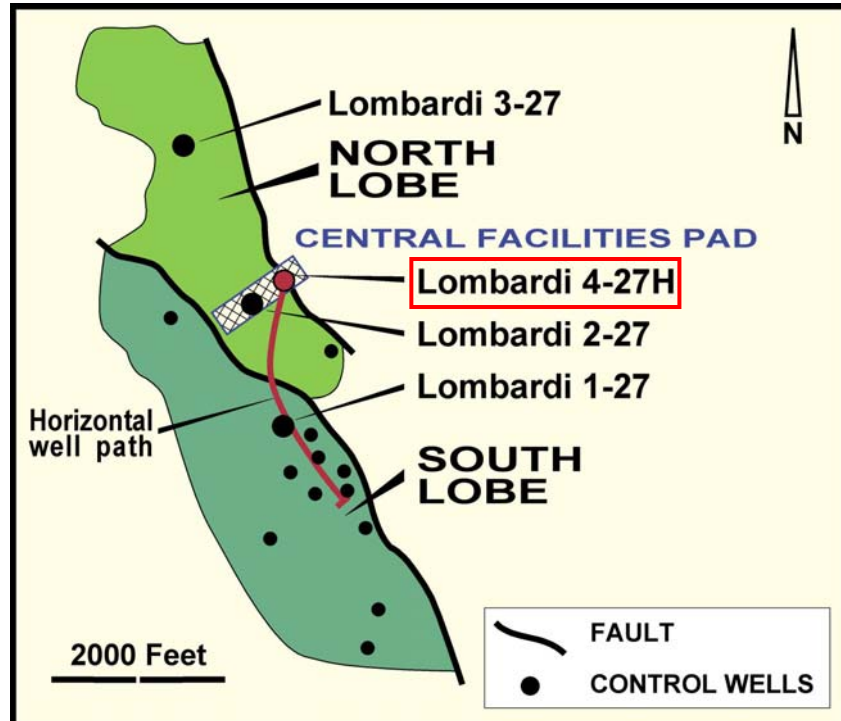 Lombardi 3-27
N
NORTH
LOBE
CENTRAL FACILITIES PAD
Lombardi 4-27H
Lombardi 2-27
Lombardi 1-27
Horizontal
well path
SOUTH
LOBE
2000 Feet
FAULT
CONTROL WELLS